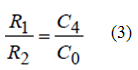 R₁/R₂ = C₄/C₀ (3)